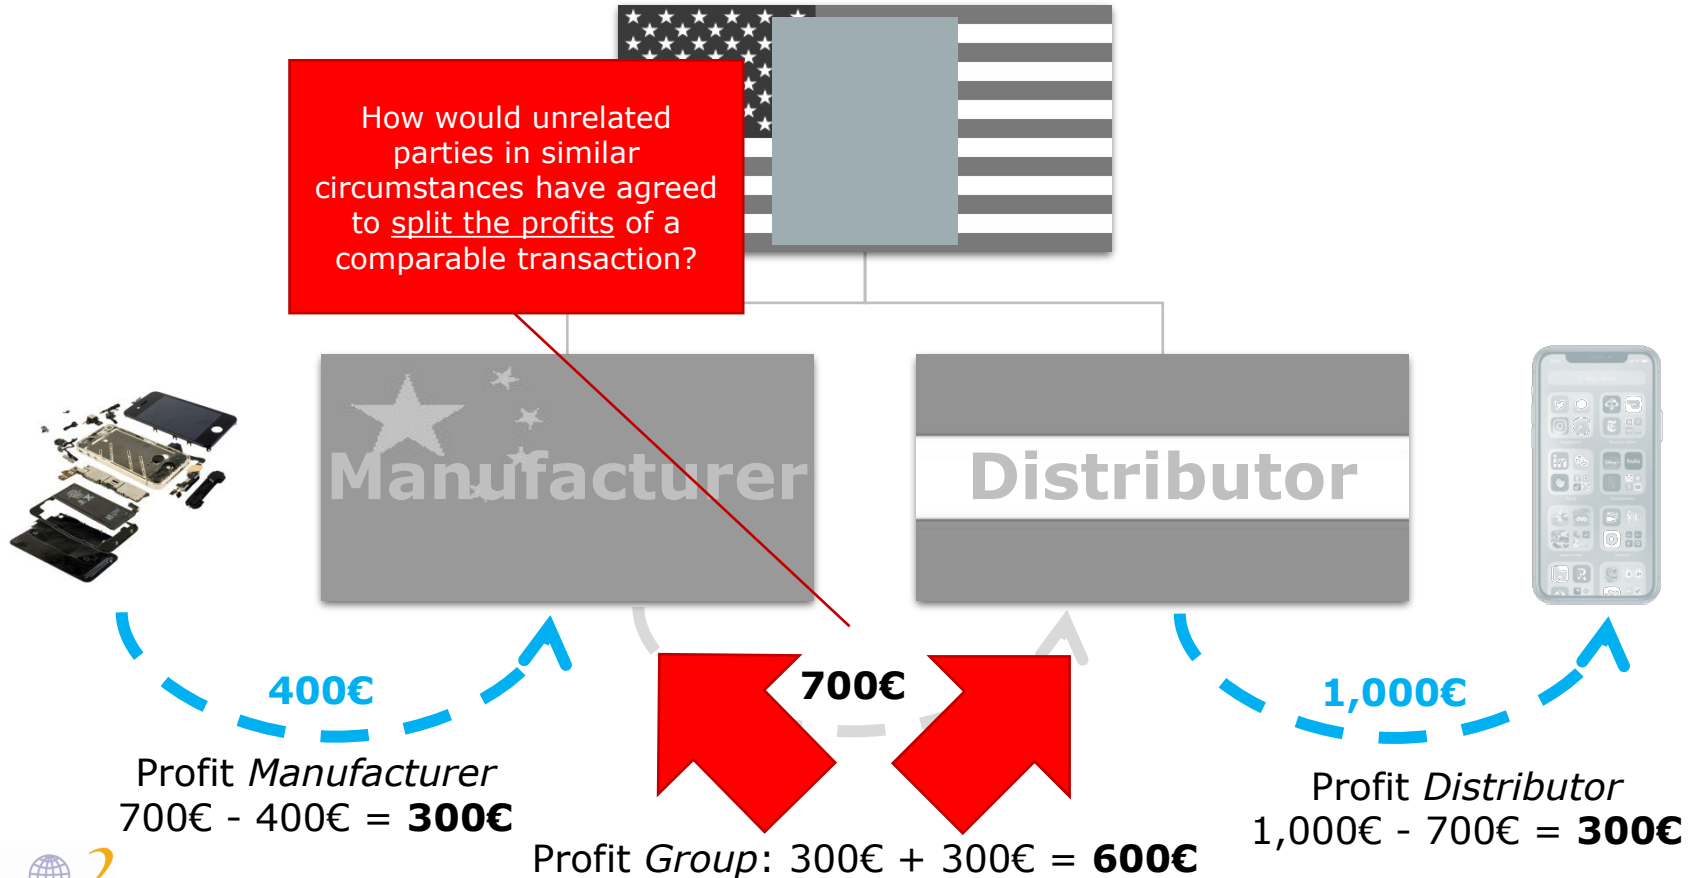 How would unrelated
parties in similar
circumstances have agreed
to split the profits of a
comparable transaction?
Manufacturer
Distributor
400€
700€
1,000€
Profit Manufacturer
700€ - 400€ = 300€
Profit Distributor
1,000€ - 700€ = 300€
Profit Group: 300€ + 300€ = 600€